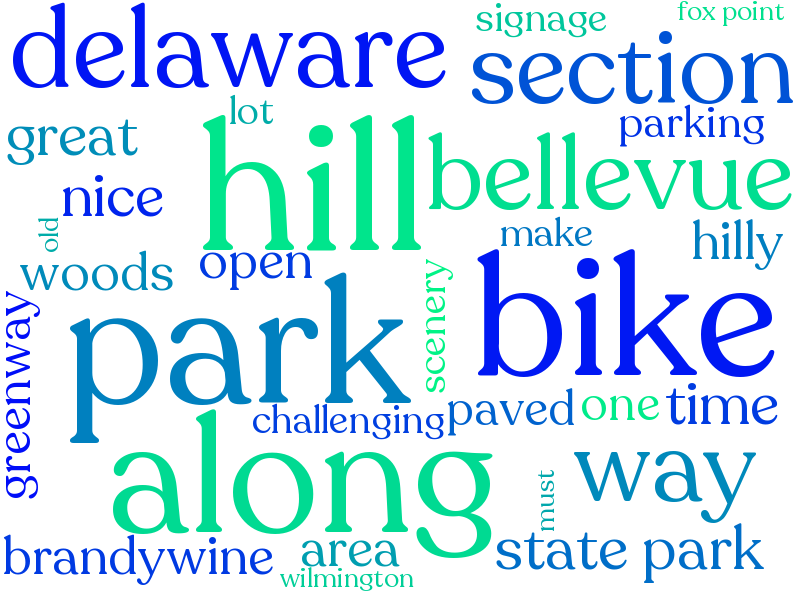 delaware
signage
fox point
section
lot
parking
great
hill
bellevue
nice
old
make
hilly
woods
open
scenery
bike
greenway
park
challenging
paved
one
time
along
way
must
brandywine
area
state park
wilmington